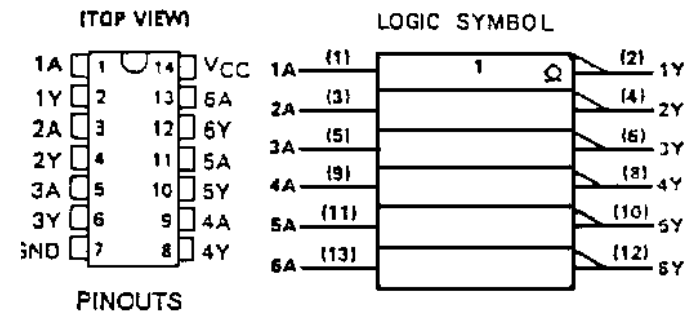 (TOP VIEW)
1A 1 14 VCC
1Y 2 13 6A
2A 3 12 6Y
2Y 4 11 5A
3A 5 10 5Y
3Y 6 9 4A
GND 7 8 4Y
PINOUTS
LOGIC SYMBOL
1A (1) 1 (2) 1Y
2A (3) (4) 2Y
3A (5) (6) 3Y
4A (9) (8) 4Y
5A (11) (10) 5Y
6A (13) (12) 6Y